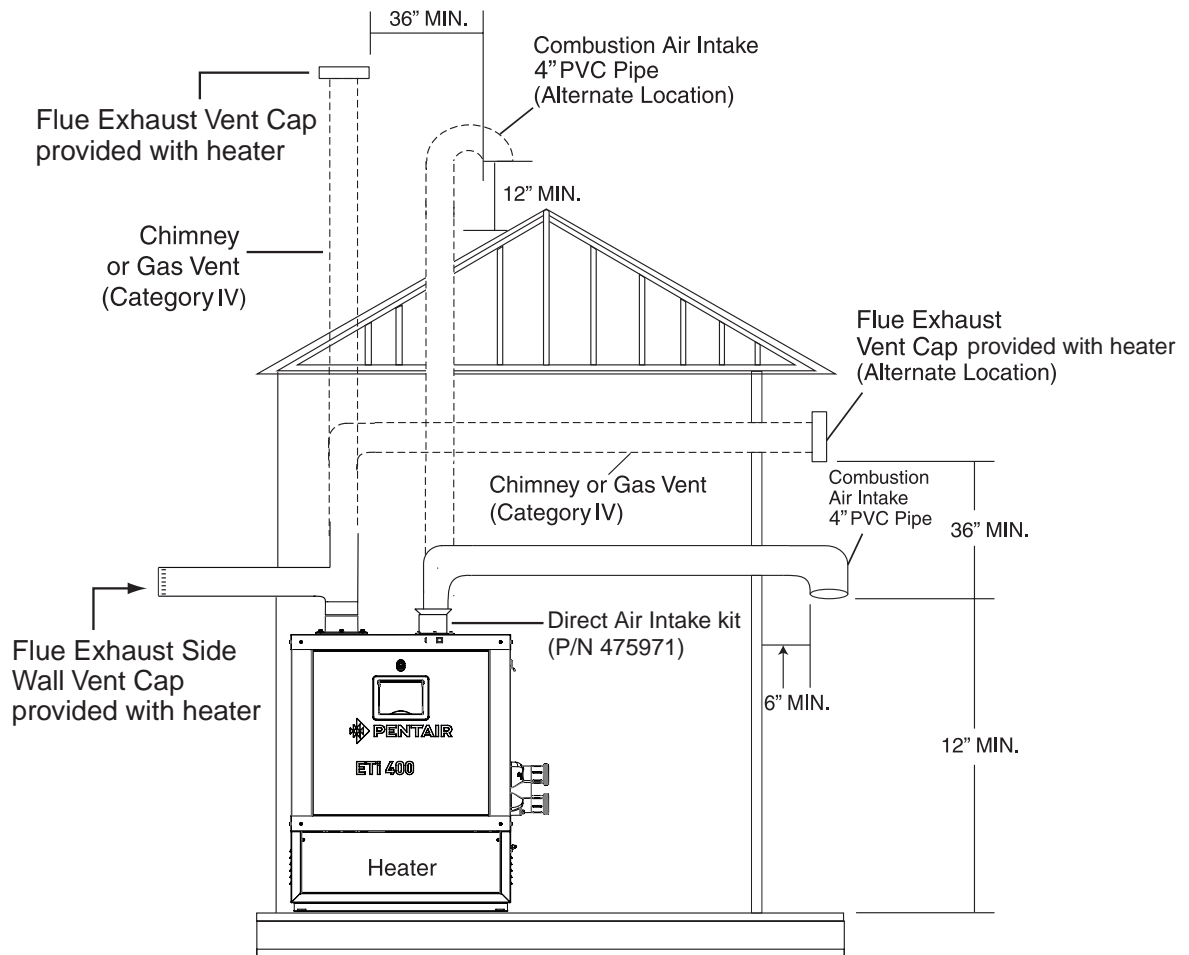 36” MIN.
Combustion Air Intake
4” PVC Pipe
(Alternate Location)
Flue Exhaust Vent Cap
provided with heater
12” MIN.
Chimney
or Gas Vent
(Category IV)
Flue Exhaust
Vent Cap provided with heater
(Alternate Location)
Chimney or Gas Vent
(Category IV)
Combustion
Air Intake
4” PVC Pipe
36” MIN.
Direct Air Intake kit
(P/N 475971)
Flue Exhaust Side
Wall Vent Cap
provided with heater
6” MIN.
PENTAIR
12” MIN.
ETi 400
Heater